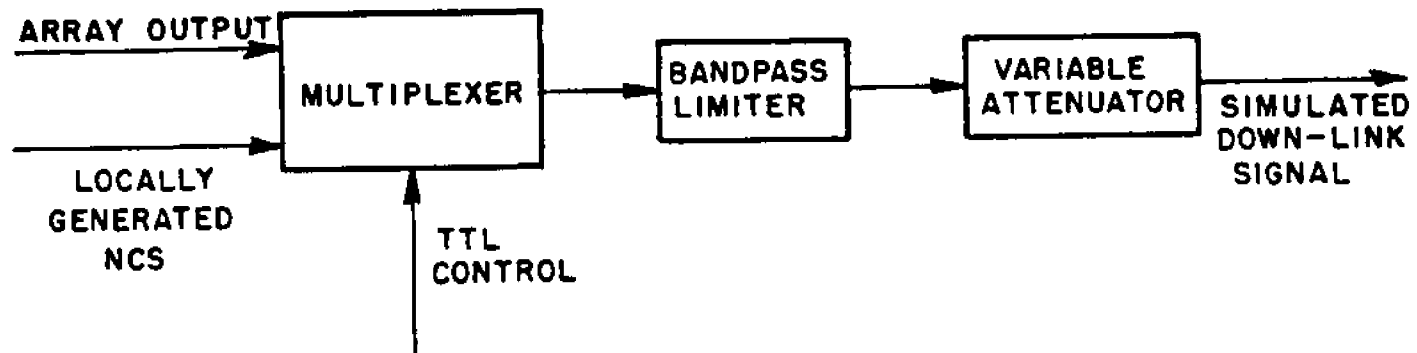 ARRAY OUTPUT
MULTIPLEXER
LOCALLY
GENERATED
NCS
TTL
CONTROL
BANDPASS
LIMITER
VARIABLE
ATTENUATOR
SIMULATED
DOWN-LINK
SIGNAL